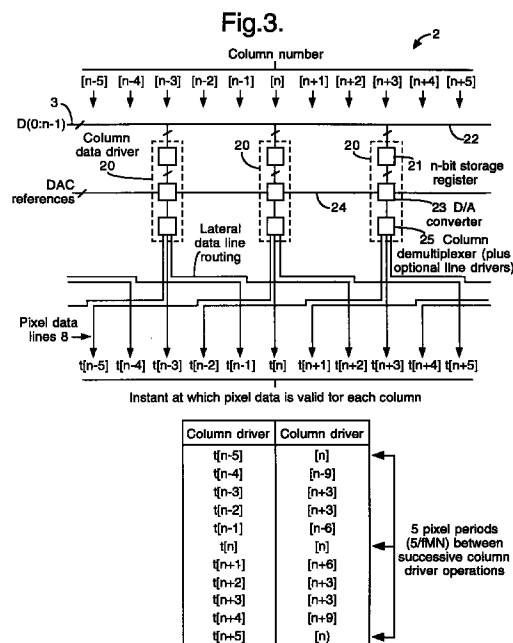 Fig.3.
2
Column number
[n-5] [n-4] [n-3] [n-2] [n-1] [n] [n+1] [n+2] [n+3] [n+4] [n+5]
3
D(0:n-1)
22
Column data driver
20
20
20
21 n-bit storage register
DAC references
24
23 D/A converter
25 Column demultiplexer (plus optional line drivers)
Lateral data line routing
Pixel data lines 8
t[n-5] t[n-4] t[n-3] t[n-2] t[n-1] t[n] t[n+1] t[n+2] t[n+3] t[n+4] t[n+5]
Instant at which pixel data is valid for each column
Column driver Column driver
t[n-5] [n]
t[n-4] [n-9]
t[n-3] [n+3]
t[n-2] [n+3]
t[n-1] [n-6]
t[n] [n]
t[n+1] [n+6]
t[n+2] [n+3]
t[n+3] [n+3]
t[n+4] [n+9]
t[n+5] [n]
5 pixel periods
(5/fMN) between
successive column
driver operations